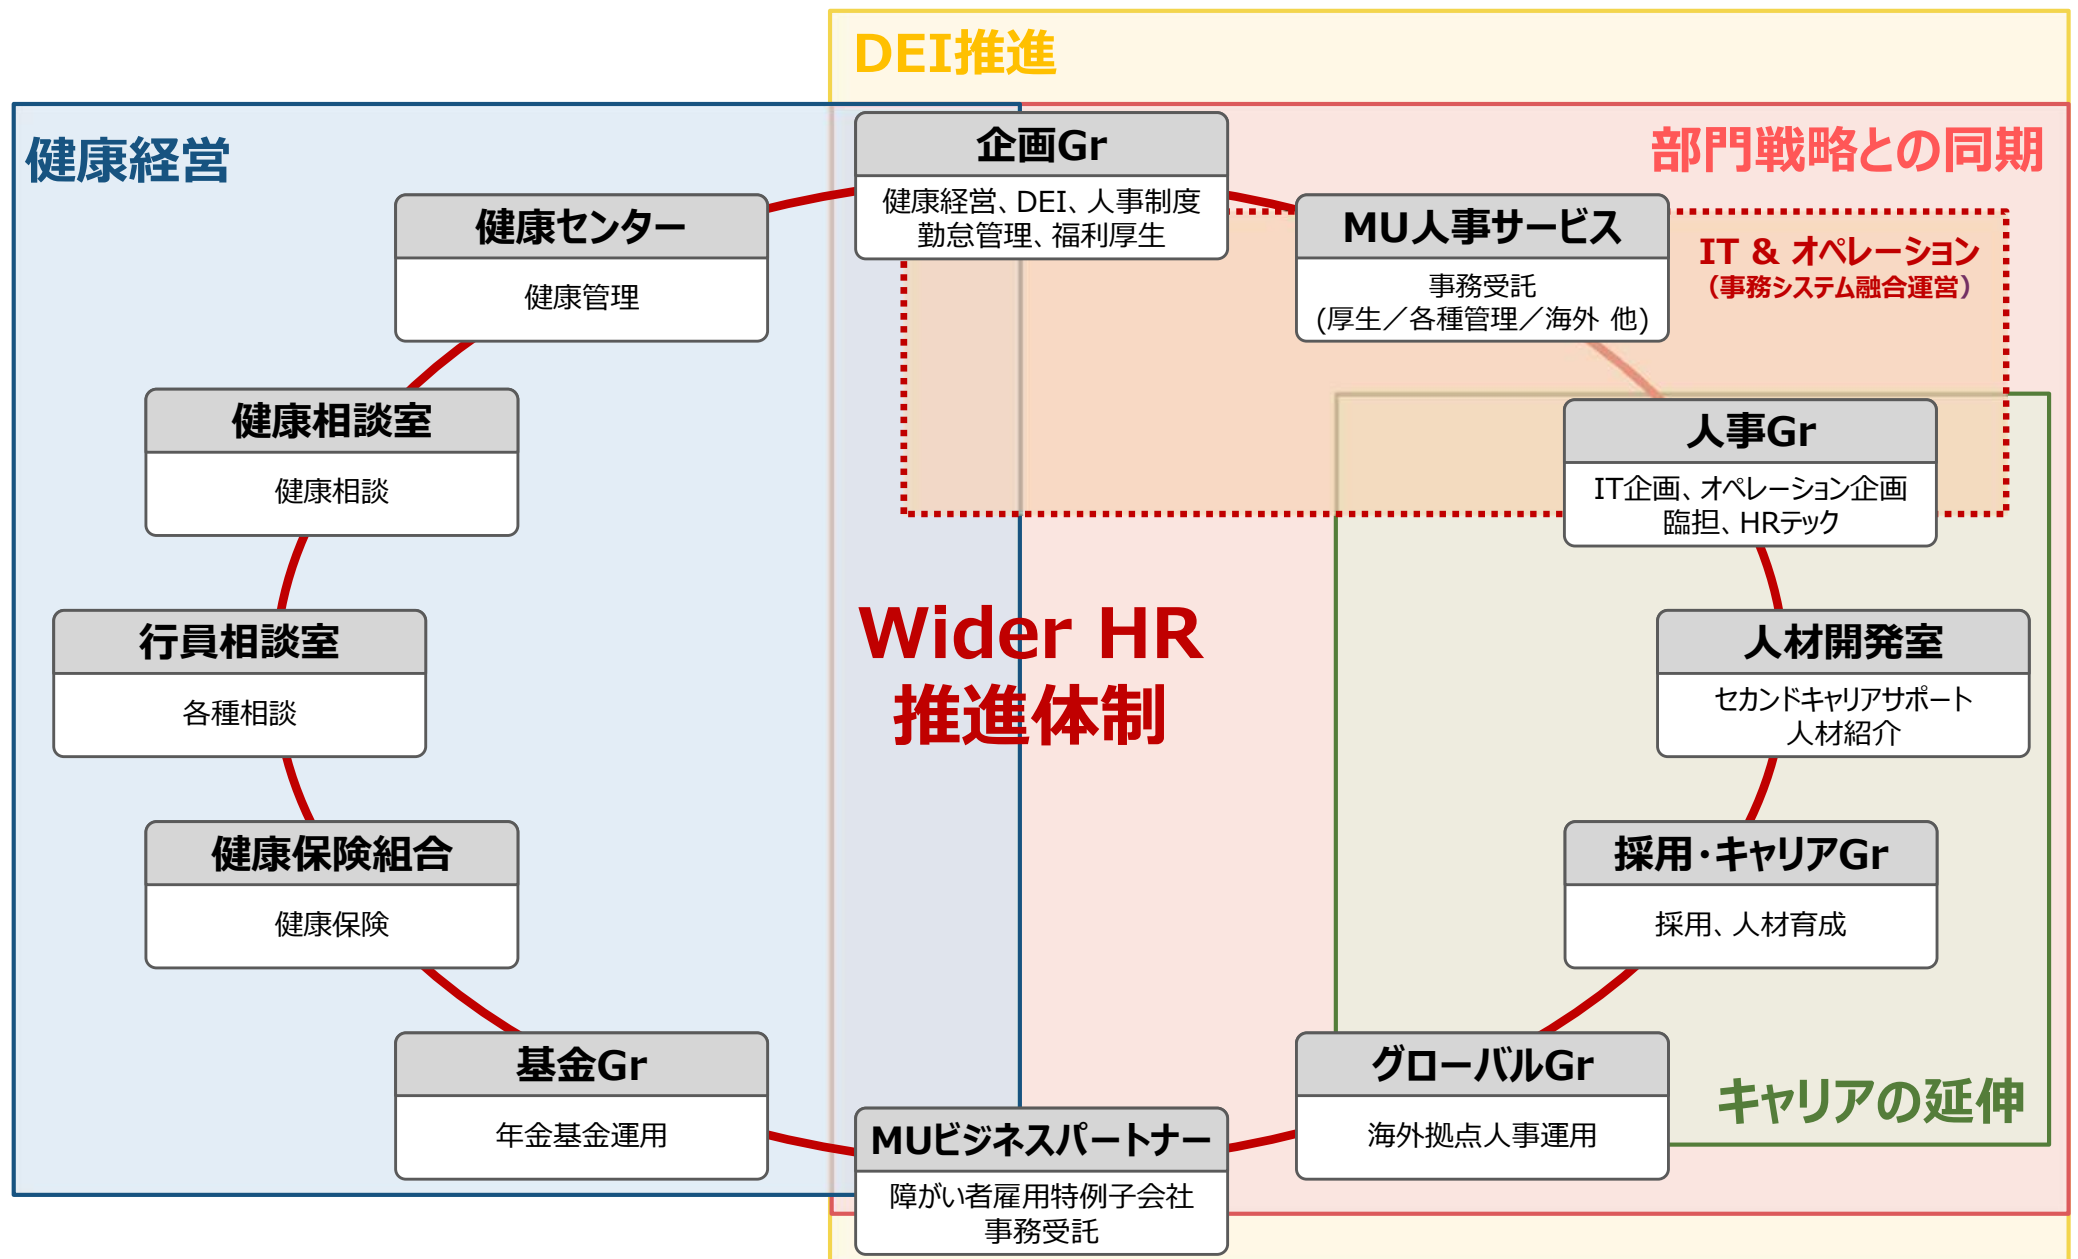 DEI推進
健康経営
部門戦略との同期
企画Gr
健康経営、DEI、人事制度
勤怠管理、福利厚生
健康センター
健康管理
MU人事サービス
事務受託
(厚生／各種管理／海外 他)
IT & オペレーション
（事務システム融合運営）
健康相談室
健康相談
人事Gr
IT企画、オペレーション企画
臨担、HRテック
行員相談室
各種相談
Wider HR
推進体制
人材開発室
セカンドキャリアサポート
人材紹介
健康保険組合
健康保険
採用・キャリアGr
採用、人材育成
基金Gr
年金基金運用
グローバルGr
海外拠点人事運用
キャリアの延伸
MUビジネスパートナー
障がい者雇用特例子会社
事務受託